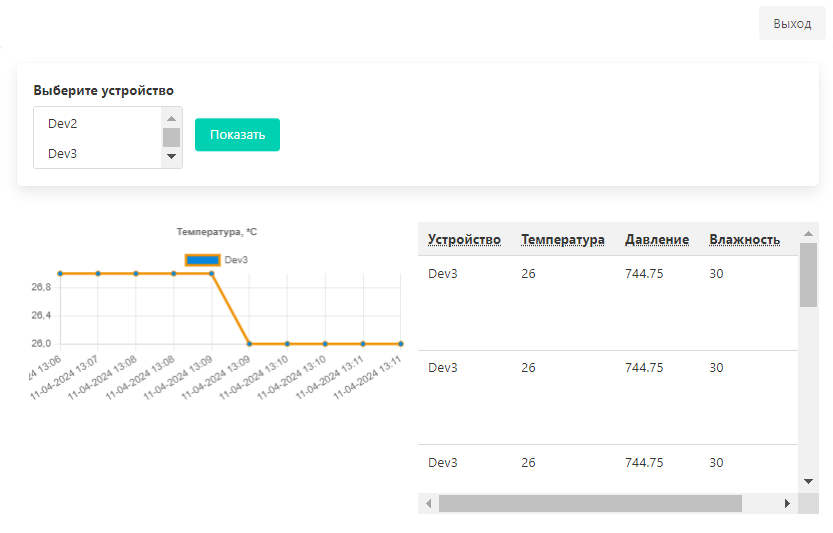 Выход
Выберите устройство
Dev2
Dev3
Показать
Температура, °C
Dev3
26,8
26,4
26,0
24 13:06
11-04-2024 13:07
11-04-2024 13:08
11-04-2024 13:08
11-04-2024 13:09
11-04-2024 13:09
11-04-2024 13:10
11-04-2024 13:10
11-04-2024 13:11
11-04-2024 13:11
Устройство Температура Давление Влажность
Dev3 26 744.75 30
Dev3 26 744.75 30
Dev3 26 744.75 30